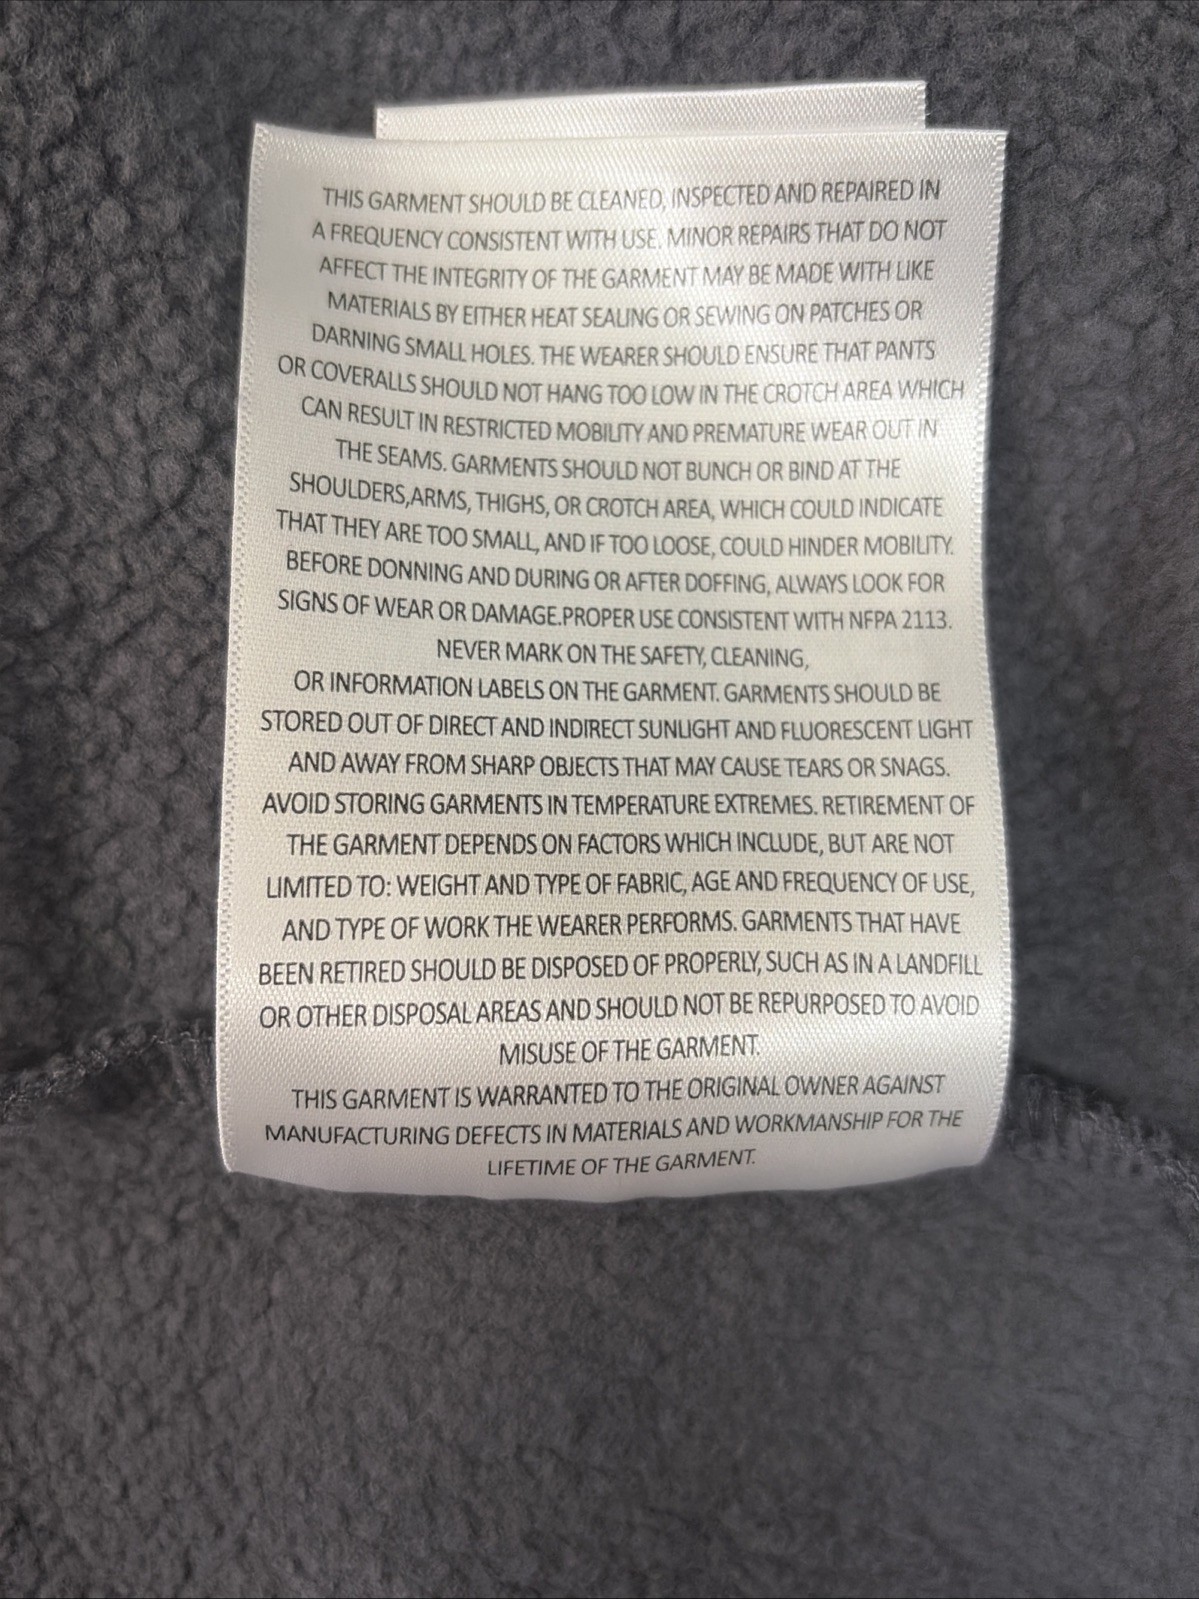 THIS GARMENT SHOULD BE CLEANED, INSPECTED AND REPAIRED IN
A FREQUENCY CONSISTENT WITH USE. MINOR REPAIRS THAT DO NOT
AFFECT THE INTEGRITY OF THE GARMENT MAY BE MADE WITH LIKE
MATERIALS BY EITHER HEAT SEALING OR SEWING ON PATCHES OR
DARNING SMALL HOLES. THE WEARER SHOULD ENSURE THAT PANTS
OR COVERALLS SHOULD NOT HANG TOO LOW IN THE CROTCH AREA WHICH
CAN RESULT IN RESTRICTED MOBILITY AND PREMATURE WEAR OUT IN
THE SEAMS. GARMENTS SHOULD NOT BUNCH OR BIND AT THE
SHOULDERS,ARMS, THIGHS, OR CROTCH AREA, WHICH COULD INDICATE
THAT THEY ARE TOO SMALL, AND IF TOO LOOSE, COULD HINDER MOBILITY.
BEFORE DONNING AND DURING OR AFTER DOFFING, ALWAYS LOOK FOR
SIGNS OF WEAR OR DAMAGE.PROPER USE CONSISTENT WITH NFPA 2113.
NEVER MARK ON THE SAFETY, CLEANING,
OR INFORMATION LABELS ON THE GARMENT. GARMENTS SHOULD BE
STORED OUT OF DIRECT AND INDIRECT SUNLIGHT AND FLUORESCENT LIGHT
AND AWAY FROM SHARP OBJECTS THAT MAY CAUSE TEARS OR SNAGS.
AVOID STORING GARMENTS IN TEMPERATURE EXTREMES. RETIREMENT OF
THE GARMENT DEPENDS ON FACTORS WHICH INCLUDE, BUT ARE NOT
LIMITED TO: WEIGHT AND TYPE OF FABRIC, AGE AND FREQUENCY OF USE,
AND TYPE OF WORK THE WEARER PERFORMS. GARMENTS THAT HAVE
BEEN RETIRED SHOULD BE DISPOSED OF PROPERLY, SUCH AS IN A LANDFILL
OR OTHER DISPOSAL AREAS AND SHOULD NOT BE REPURPOSED TO AVOID
MISUSE OF THE GARMENT.
THIS GARMENT IS WARRANTED TO THE ORIGINAL OWNER AGAINST
MANUFACTURING DEFECTS IN MATERIALS AND WORKMANSHIP FOR THE
LIFETIME OF THE GARMENT.